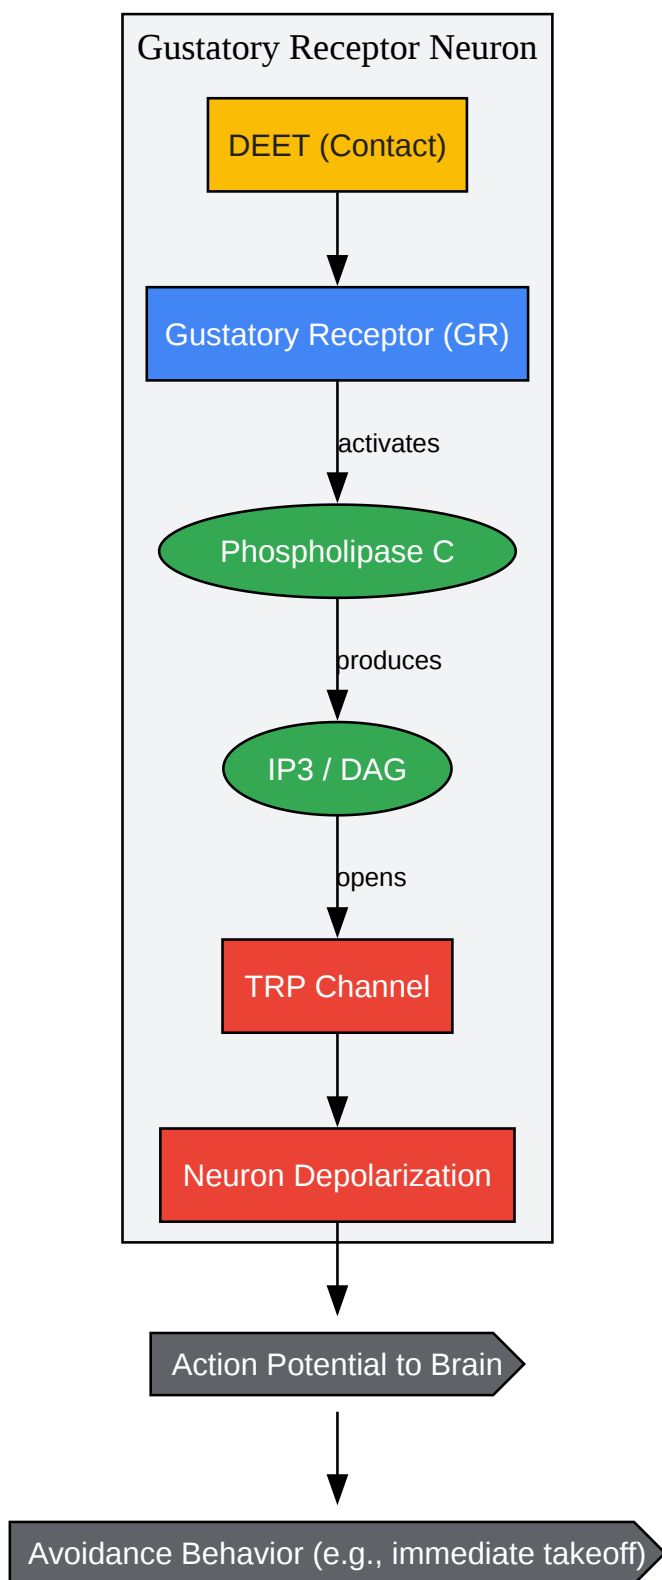 Gustatory Receptor Neuron
DEET (Contact)
Gustatory Receptor (GR)
activates
Phospholipase C
produces
IP3 / DAG
opens
TRP Channel
Neuron Depolarization
Action Potential to Brain
Avoidance Behavior (e.g., immediate takeoff)